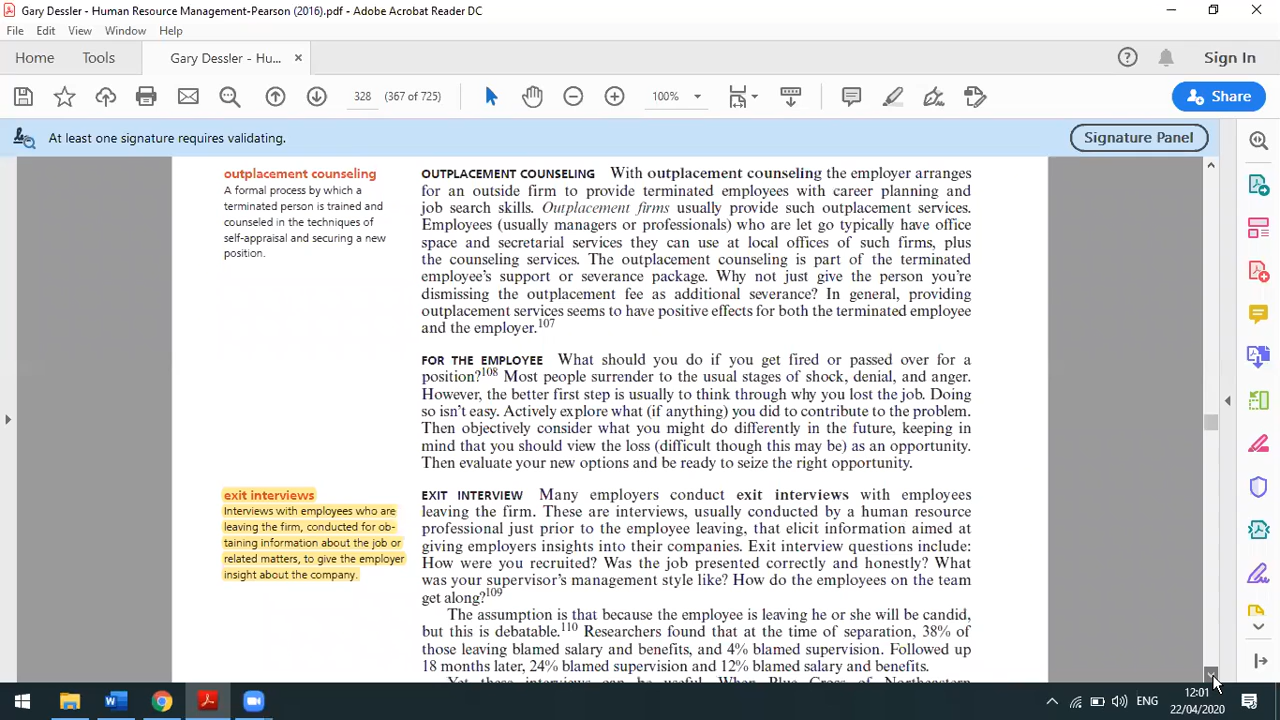 Gary Dessler - Human Resource Management-Pearson (2016).pdf - Adobe Acrobat Reader DC
File Edit View Window Help
Home Tools Gary Dessler - Hu... × Sign In
328 (367 of 725) 100% Share
At least one signature requires validating. Signature Panel
outplacement counseling
A formal process by which a
terminated person is trained and
counseled in the techniques of
self-appraisal and securing a new
position.
OUTPLACEMENT COUNSELING With outplacement counseling the employer arranges
for an outside firm to provide terminated employees with career planning and
job search skills. Outplacement firms usually provide such outplacement services.
Employees (usually managers or professionals) who are let go typically have office
space and secretarial services they can use at local offices of such firms, plus
the counseling services. The outplacement counseling is part of the terminated
employee's support or severance package. Why not just give the person you're
dismissing the outplacement fee as additional severance? In general, providing
outplacement services seems to have positive effects for both the terminated employee
and the employer.107
FOR THE EMPLOYEE What should you do if you get fired or passed over for a
position?108 Most people surrender to the usual stages of shock, denial, and anger.
However, the better first step is usually to think through why you lost the job. Doing
so isn't easy. Actively explore what (if anything) you did to contribute to the problem.
Then objectively consider what you might do differently in the future, keeping in
mind that you should view the loss (difficult though this may be) as an opportunity.
Then evaluate your new options and be ready to seize the right opportunity.
exit interviews
Interviews with employees who are
leaving the firm, conducted for ob-
taining information about the job or
related matters, to give the employer
insight about the company.
EXIT INTERVIEW Many employers conduct exit interviews with employees
leaving the firm. These are interviews, usually conducted by a human resource
professional just prior to the employee leaving, that elicit information aimed at
giving employers insights into their companies. Exit interview questions include:
How were you recruited? Was the job presented correctly and honestly? What
was your supervisor's management style like? How do the employees on the team
get along?109
The assumption is that because the employee is leaving he or she will be candid,
but this is debatable.110 Researchers found that at the time of separation, 38% of
those leaving blamed salary and benefits, and 4% blamed supervision. Followed up
18 months later, 24% blamed supervision and 12% blamed salary and benefits.
Yet these interviews can be useful. When Blue Cross of Northeastern
ENG 12:01
22/04/2020